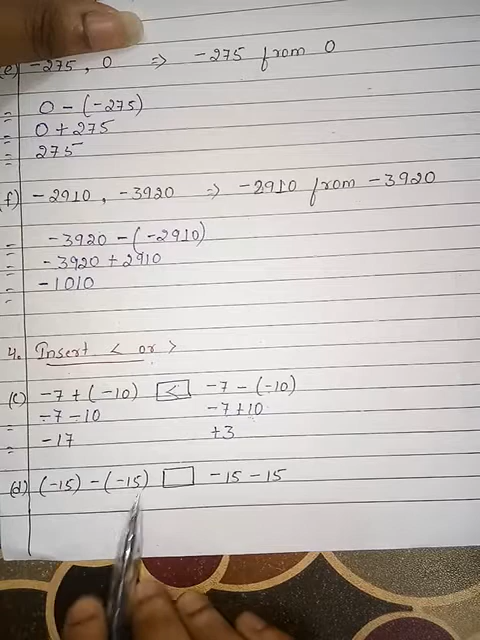 (e) -275, 0 => -275 from 0
= 0 - (-275)
= 0 + 275
= 275
(f) -2910, -3920 => -2910 from -3920
= -3920 - (-2910)
= -3920 + 2910
= -1010
4. Insert < or >
(c) -7 + (-10) < -7 - (-10)
= -7 - 10 -7 + 10
= -17 +3
(d) (-15) - (-15) □ -15 - 15